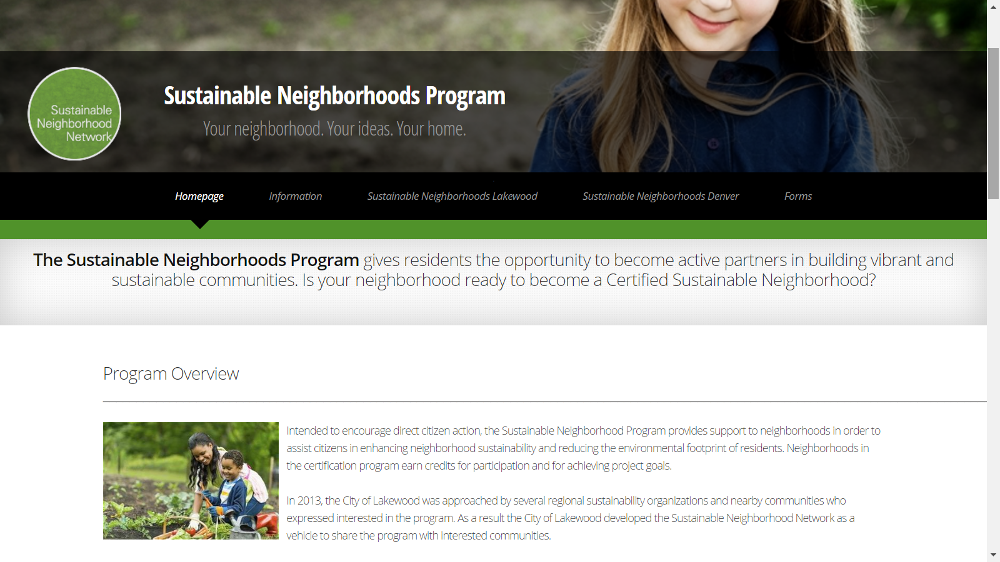 Sustainable
Neighborhood
Network
Sustainable Neighborhoods Program
Your neighborhood. Your ideas. Your home.
Homepage
Information
Sustainable Neighborhoods Lakewood
Sustainable Neighborhoods Denver
Forms
The Sustainable Neighborhoods Program gives residents the opportunity to become active partners in building vibrant and
sustainable communities. Is your neighborhood ready to become a Certified Sustainable Neighborhood?
Program Overview
Intended to encourage direct citizen action, the Sustainable Neighborhood Program provides support to neighborhoods in order to
assist citizens in enhancing neighborhood sustainability and reducing the environmental footprint of residents. Neighborhoods in
the certification program earn credits for participation and for achieving project goals.
In 2013, the City of Lakewood was approached by several regional sustainability organizations and nearby communities who
expressed interested in the program. As a result the City of Lakewood developed the Sustainable Neighborhood Network as a
vehicle to share the program with interested communities.